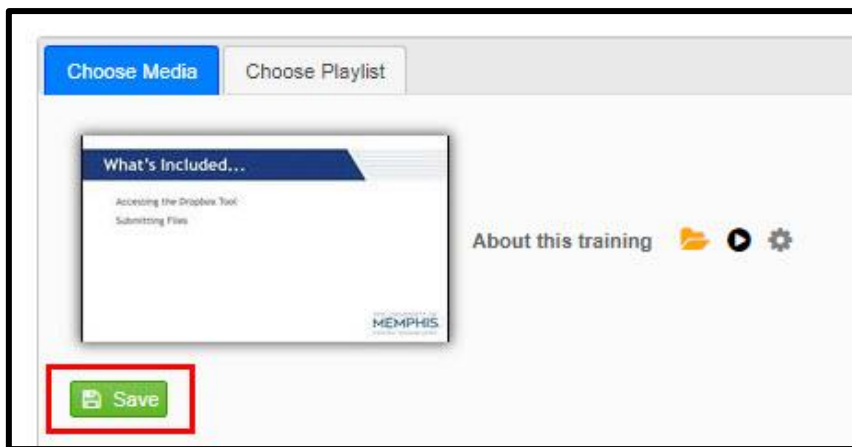 Choose Media
Choose Playlist
What's Included...
Accessing the Dropbox Tool
Submitting Files
About this training
MEMPHIS
Save